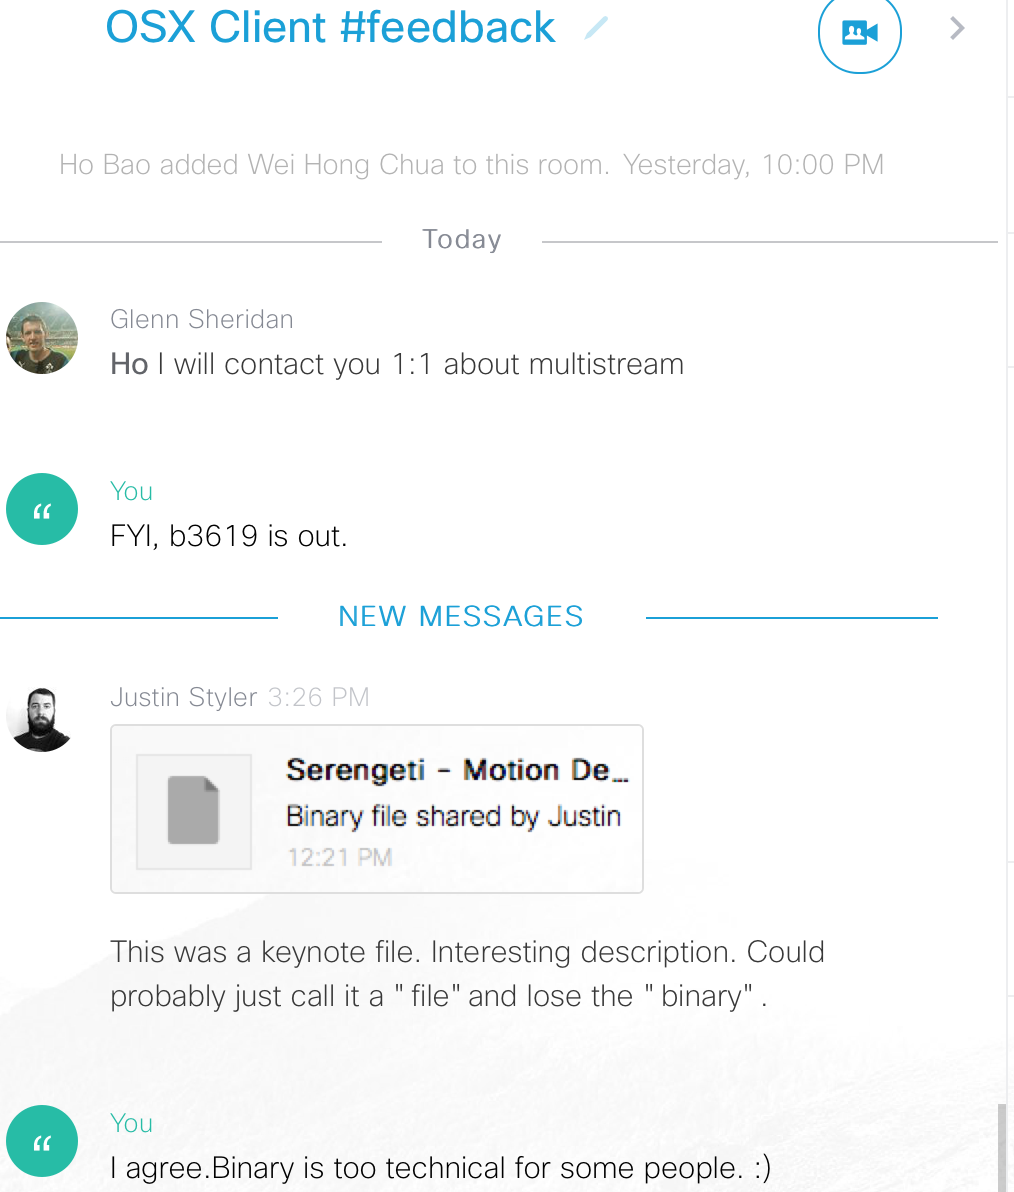 OSX Client #feedback
Ho Bao added Wei Hong Chua to this room. Yesterday, 10:00 PM
Today
Glenn Sheridan
Ho I will contact you 1:1 about multistream
You
FYI, b3619 is out.
NEW MESSAGES
Justin Styler 3:26 PM
Serengeti - Motion De...
Binary file shared by Justin
12:21 PM
This was a keynote file. Interesting description. Could
probably just call it a "file" and lose the "binary".
You
I agree.Binary is too technical for some people. :)